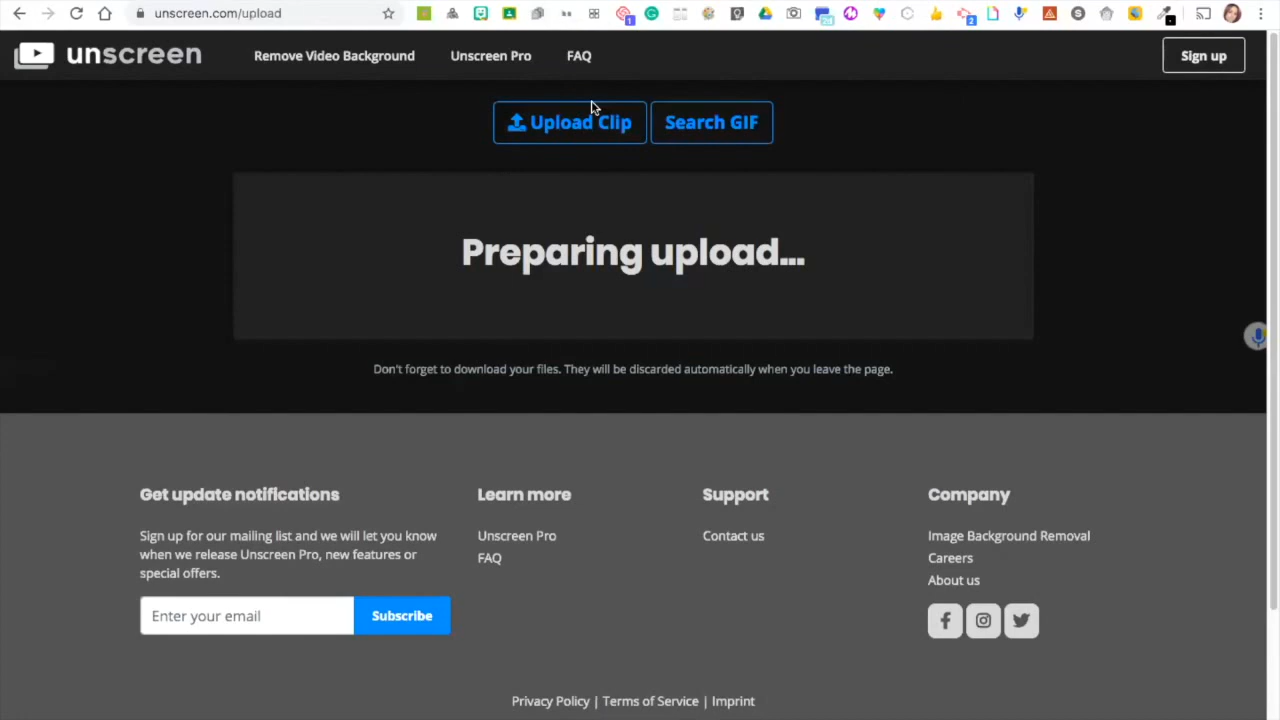 unscreen.com/upload
unscreen
Remove Video Background
Unscreen Pro
FAQ
Sign up
Upload Clip
Search GIF
Preparing upload...
Don't forget to download your files. They will be discarded automatically when you leave the page.
Get update notifications
Sign up for our mailing list and we will let you know
when we release Unscreen Pro, new features or
special offers.
Enter your email
Subscribe
Learn more
Unscreen Pro
FAQ
Support
Contact us
Company
Image Background Removal
Careers
About us
Privacy Policy | Terms of Service | Imprint